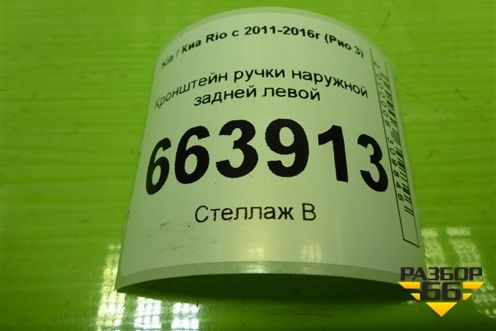 Kia / Киа Rio с 2011-2016г (Рио 3)
Кронштейн ручки наружной
задней левой
663913
Стеллаж В
РАЗБОР
66